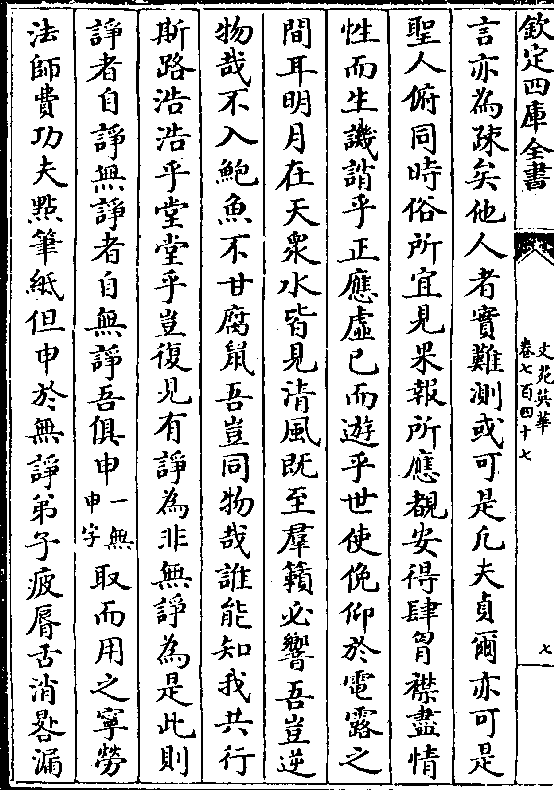 欽定四庫全書
文苑英華
卷七百四十七
七
言亦為疎矣他人者實難測或可是凡夫貞爾亦可是
聖人俯同時俗所宜見果報所應覩安得肆胷襟盡情
性而生譏誚乎正應虚已而遊乎世使俛仰於電露之
間耳明月在天衆水皆見清風既至羣籟必響吾豈逆
物哉不入鮑魚不甘腐鼠吾豈同物哉誰能知我共行
斯路浩浩乎堂堂乎豈復見有諍為非無諍為是此則
諍者自諍無諍者自無諍吾俱申一無申字取而用之寧勞
法師費功夫點筆紙但申於無諍弟子疲脣舌消晷漏